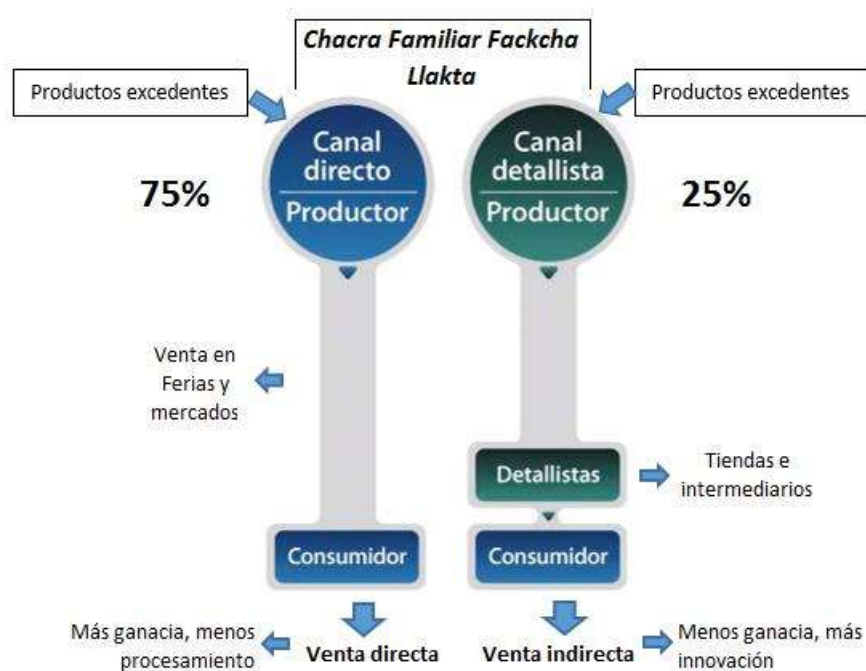 Chacra Familiar Fackcha
Llakta
Productos excedentes
Productos excedentes
Canal
directo
Productor
Canal
detallista
Productor
75%
25%
Venta en
Ferias y
mercados
Detallistas
Tiendas e
intermediarios
Consumidor
Consumidor
Más ganacia, menos
procesamiento
Venta directa
Venta indirecta
Menos ganacia, más
innovación